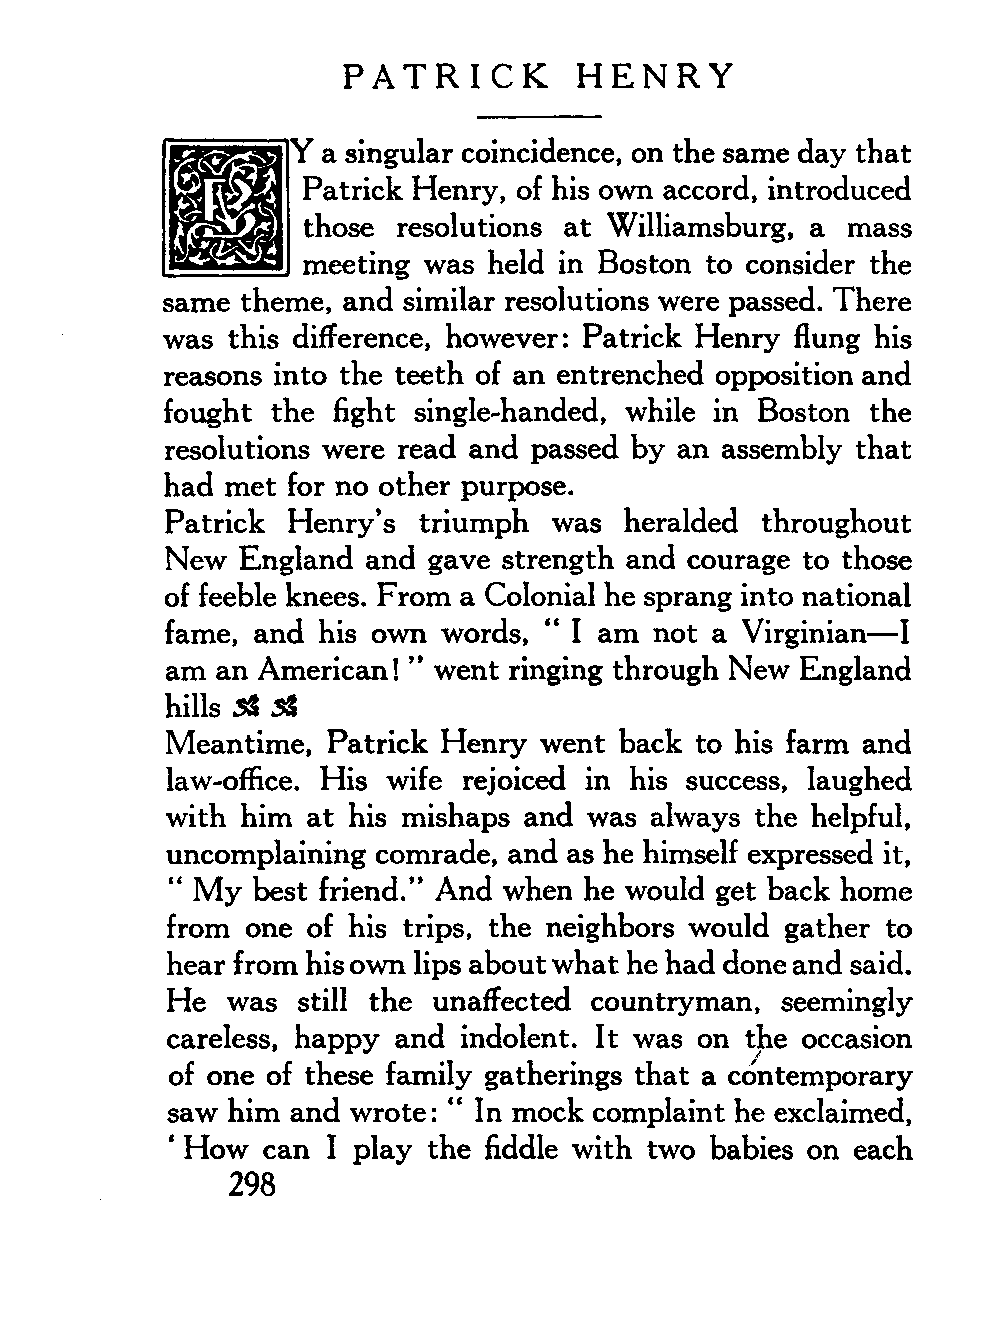 PATRICK HENRY
BY a singular coincidence, on the same day that
Patrick Henry, of his own accord, introduced
those resolutions at Williamsburg, a mass
meeting was held in Boston to consider the
same theme, and similar resolutions were passed. There
was this difference, however: Patrick Henry flung his
reasons into the teeth of an entrenched opposition and
fought the fight single-handed, while in Boston the
resolutions were read and passed by an assembly that
had met for no other purpose.
Patrick Henry's triumph was heralded throughout
New England and gave strength and courage to those
of feeble knees. From a Colonial he sprang into national
fame, and his own words, " I am not a Virginian—I
am an American! " went ringing through New England
hills
Meantime, Patrick Henry went back to his farm and
law-office. His wife rejoiced in his success, laughed
with him at his mishaps and was always the helpful,
uncomplaining comrade, and as he himself expressed it,
" My best friend." And when he would get back home
from one of his trips, the neighbors would gather to
hear from his own lips about what he had done and said.
He was still the unaffected countryman, seemingly
careless, happy and indolent. It was on the occasion
of one of these family gatherings that a contemporary
saw him and wrote: " In mock complaint he exclaimed,
' How can I play the fiddle with two babies on each
298